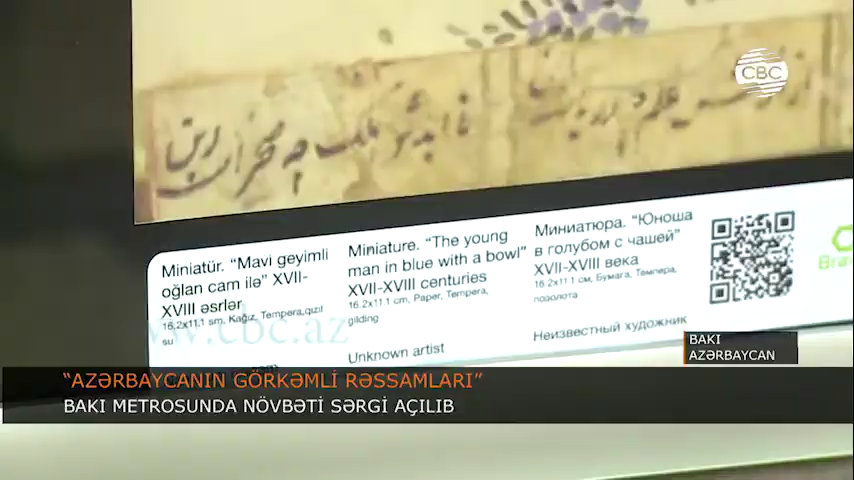 CBC
Miniatür. “Mavi geyimli
oğlan cam ilə” XVII-
XVIII əsrlər
16.2x11.1 sm, Kağız, Tempera,qızıl
su
Miniature. “The young
man in blue with a bowl”
XVII-XVIII centuries
16.2x11.1 cm, Paper, Tempera,
gilding
Unknown artist
Миниатюра. “Юноша
в голубом с чашей”
XVII-XVIII века
16.2x11.1 см, Бумага, Темпера,
позолота
Неизвестный художник
www.cbc.az
BAKI
AZƏRBAYCAN
“AZƏRBAYCANIN GÖRKƏMLİ RƏSSAMLARI”
BAKI METROSUNDA NÖVBƏTİ SƏRGİ AÇILIB